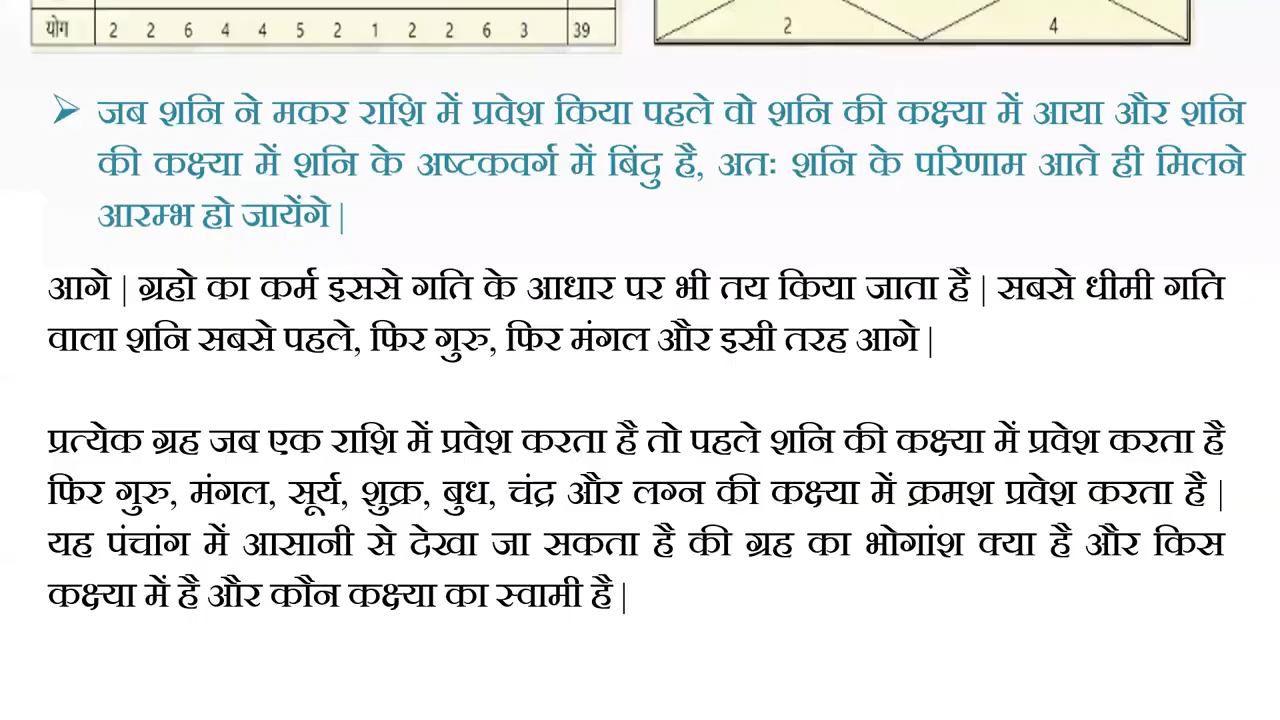 योग 2 2 6 4 4 5 2 1 2 2 6 3 39
2 4
➢ जब शनि ने मकर राशि में प्रवेश किया पहले वो शनि की कक्ष्या में आया और शनि
की कक्ष्या में शनि के अष्टकवर्ग में बिंदु है, अतः शनि के परिणाम आते ही मिलने
आरम्भ हो जायेंगे |
आगे | ग्रहो का कर्म इससे गति के आधार पर भी तय किया जाता है | सबसे धीमी गति
वाला शनि सबसे पहले, फिर गुरु, फिर मंगल और इसी तरह आगे |
प्रत्येक ग्रह जब एक राशि में प्रवेश करता है तो पहले शनि की कक्ष्या में प्रवेश करता है
फिर गुरु, मंगल, सूर्य, शुक्र, बुध, चंद्र और लग्न की कक्ष्या में क्रमश प्रवेश करता है |
यह पंचांग में आसानी से देखा जा सकता है की ग्रह का भोगांश क्या है और किस
कक्ष्या में है और कौन कक्ष्या का स्वामी है |